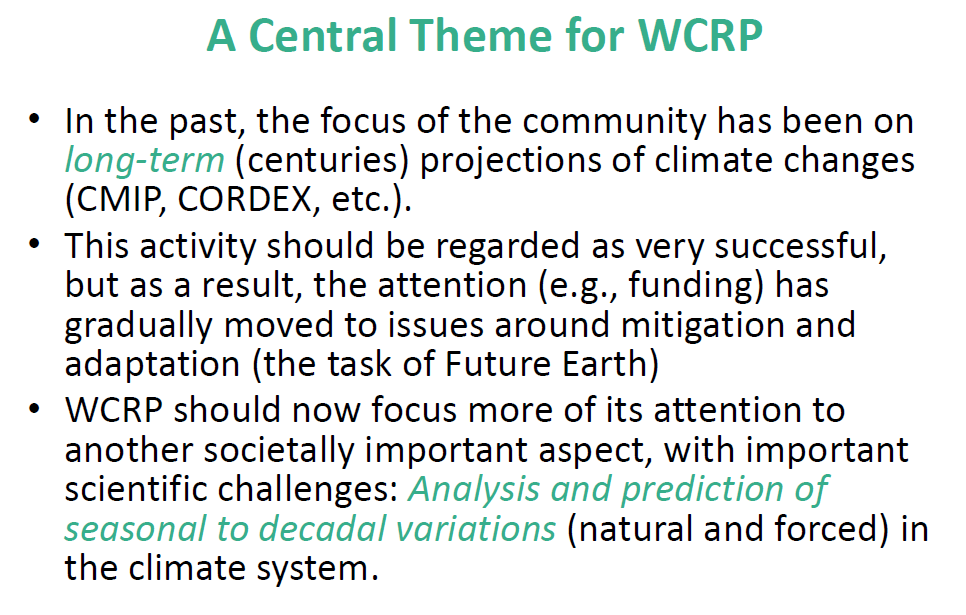 A Central Theme for WCRP
• In the past, the focus of the community has been on
long-term (centuries) projections of climate changes
(CMIP, CORDEX, etc.).
• This activity should be regarded as very successful,
but as a result, the attention (e.g., funding) has
gradually moved to issues around mitigation and
adaptation (the task of Future Earth)
• WCRP should now focus more of its attention to
another societally important aspect, with important
scientific challenges: Analysis and prediction of
seasonal to decadal variations (natural and forced) in
the climate system.